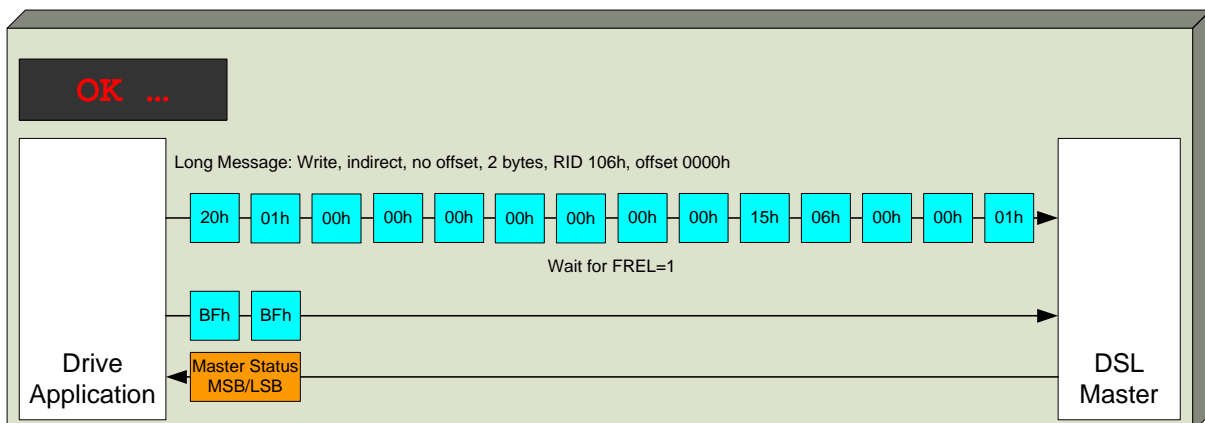 OK ...
Long Message: Write, indirect, no offset, 2 bytes, RID 106h, offset 0000h
20h 01h 00h 00h 00h 00h 00h 00h 00h 15h 06h 00h 00h 01h
Wait for FREL=1
BFh BFh
Master Status
MSB/LSB
Drive
Application
DSL
Master